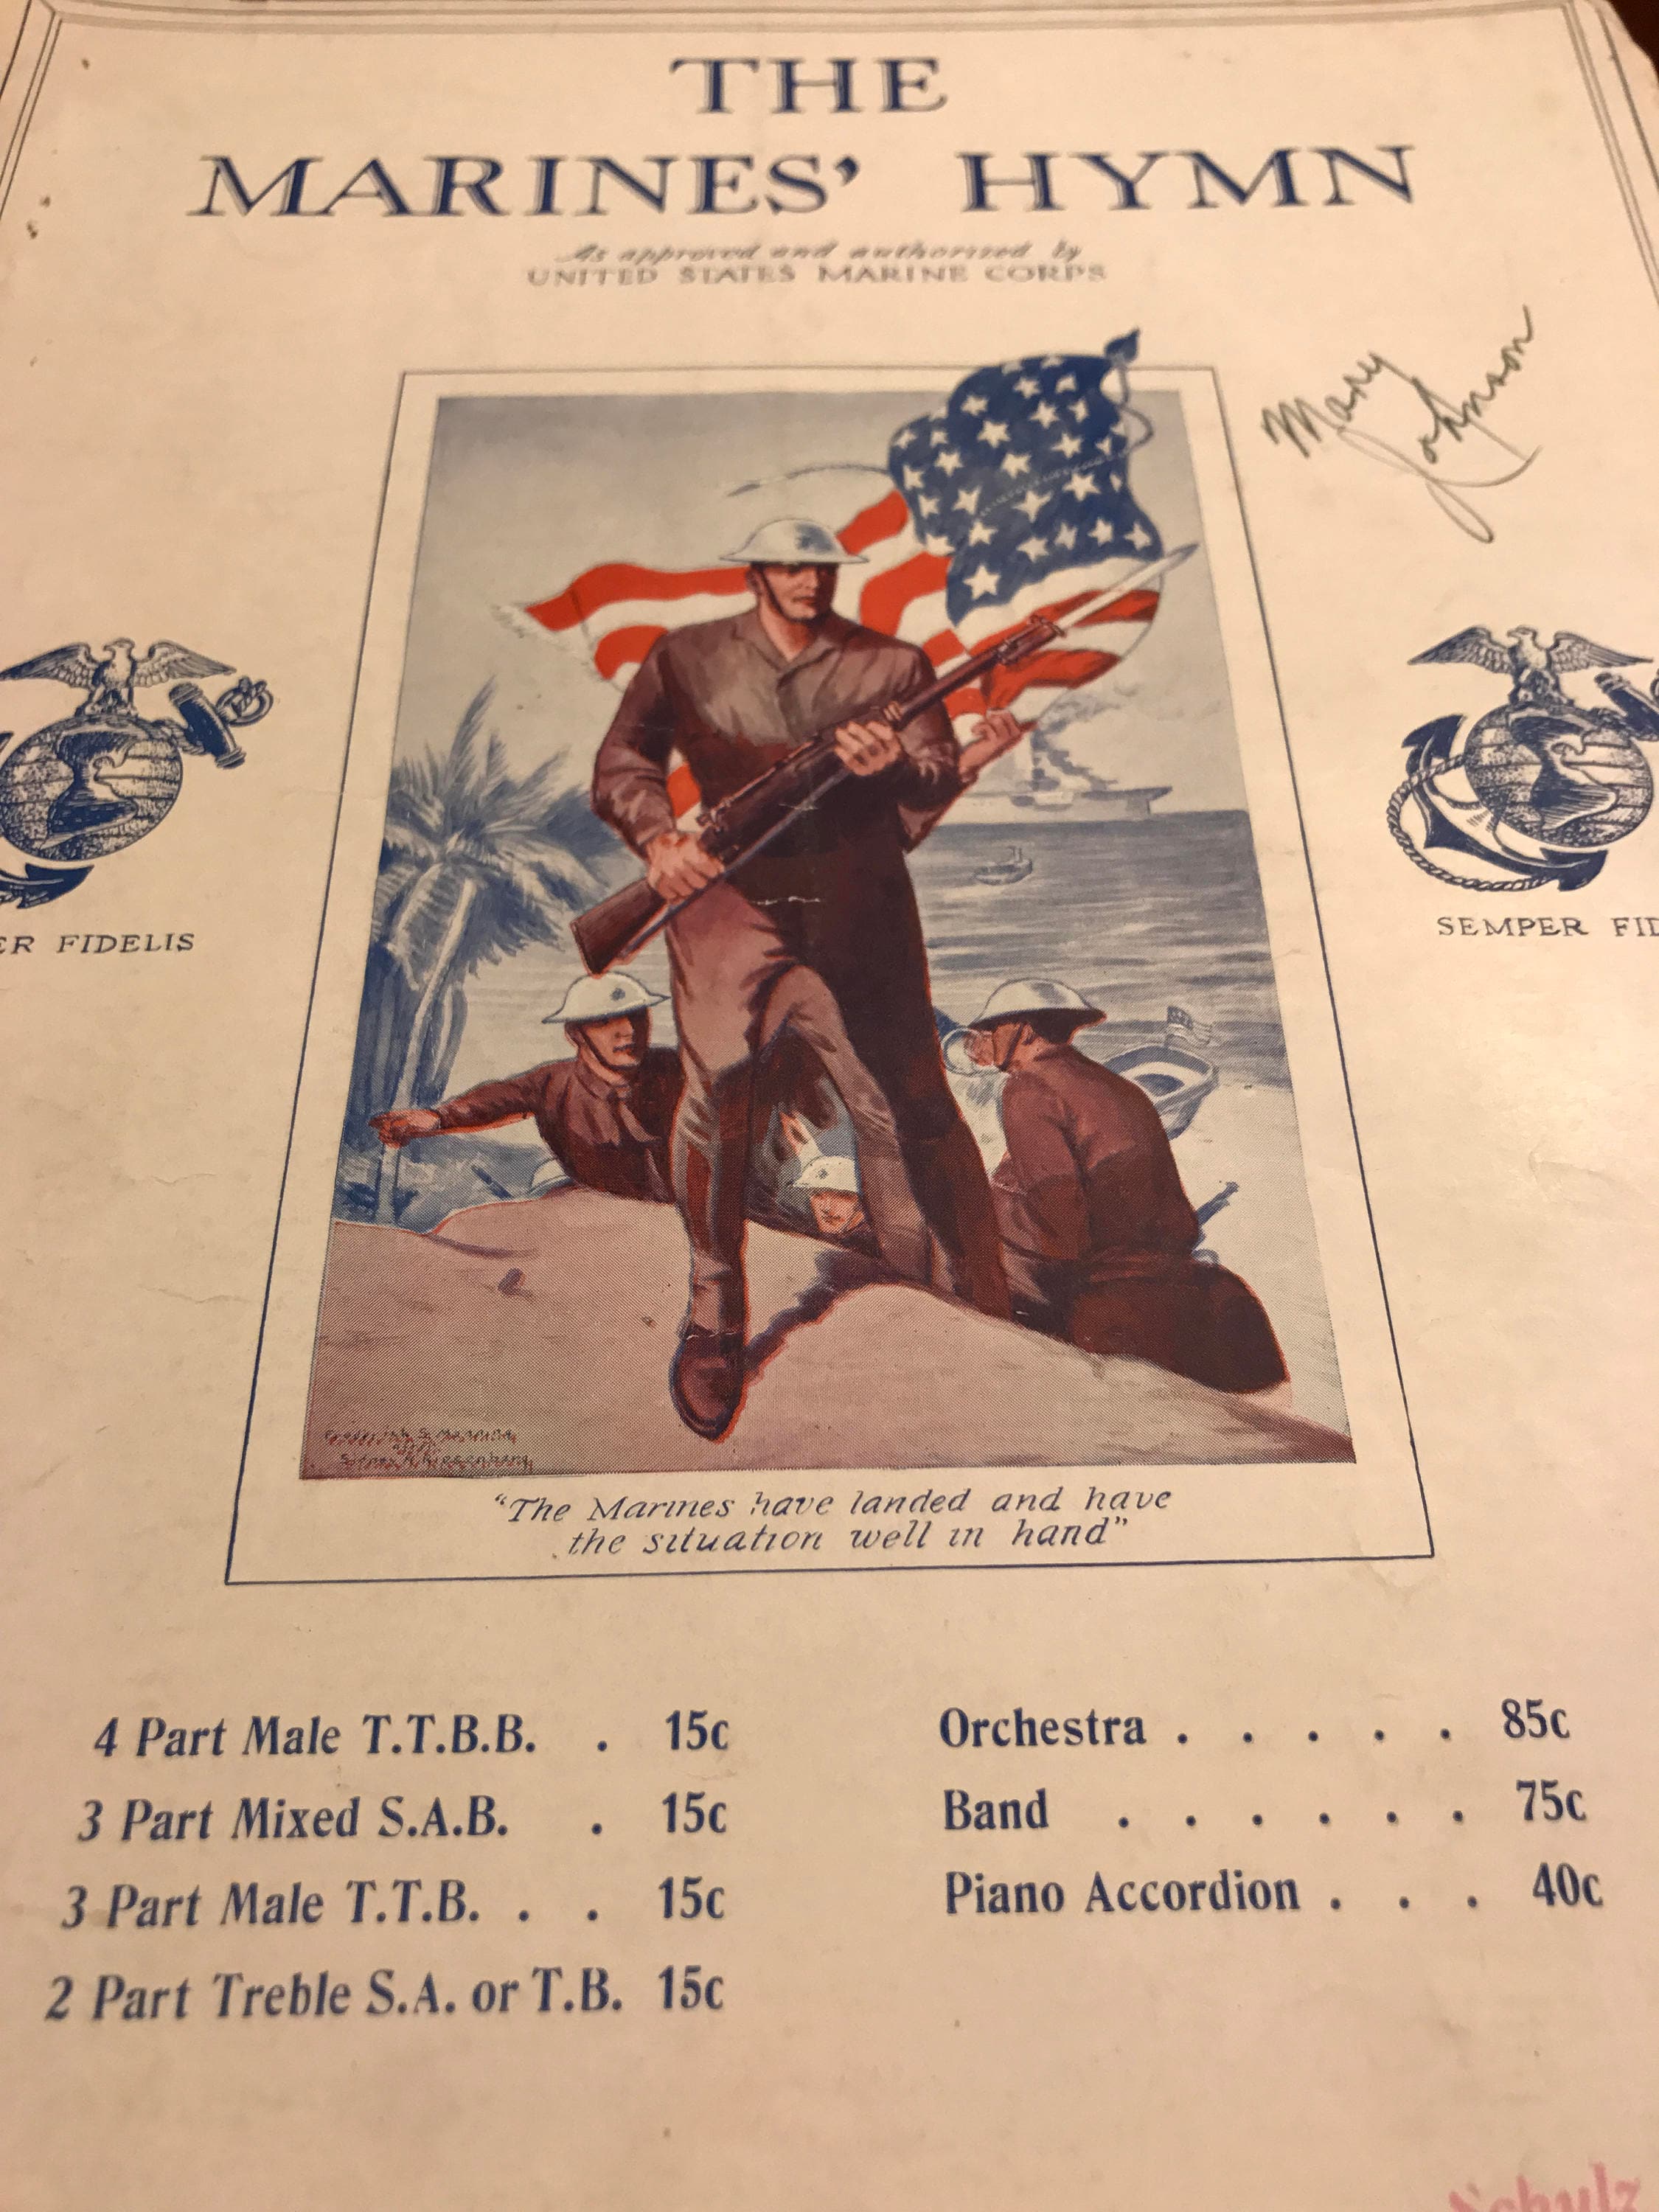 THE
MARINES' HYMN
As approved and authorized by
UNITED STATES MARINE CORPS
Mary
Johnson
ER FIDELIS
SEMPER FID
"The Marines have landed and have
the situation well in hand"
4 Part Male T.T.B.B. . 15c
3 Part Mixed S.A.B. . 15c
3 Part Male T.T.B. . . 15c
2 Part Treble S.A. or T.B. 15c
Orchestra . . . . . 85c
Band . . . . . . 75c
Piano Accordion . . . 40c
Schulz